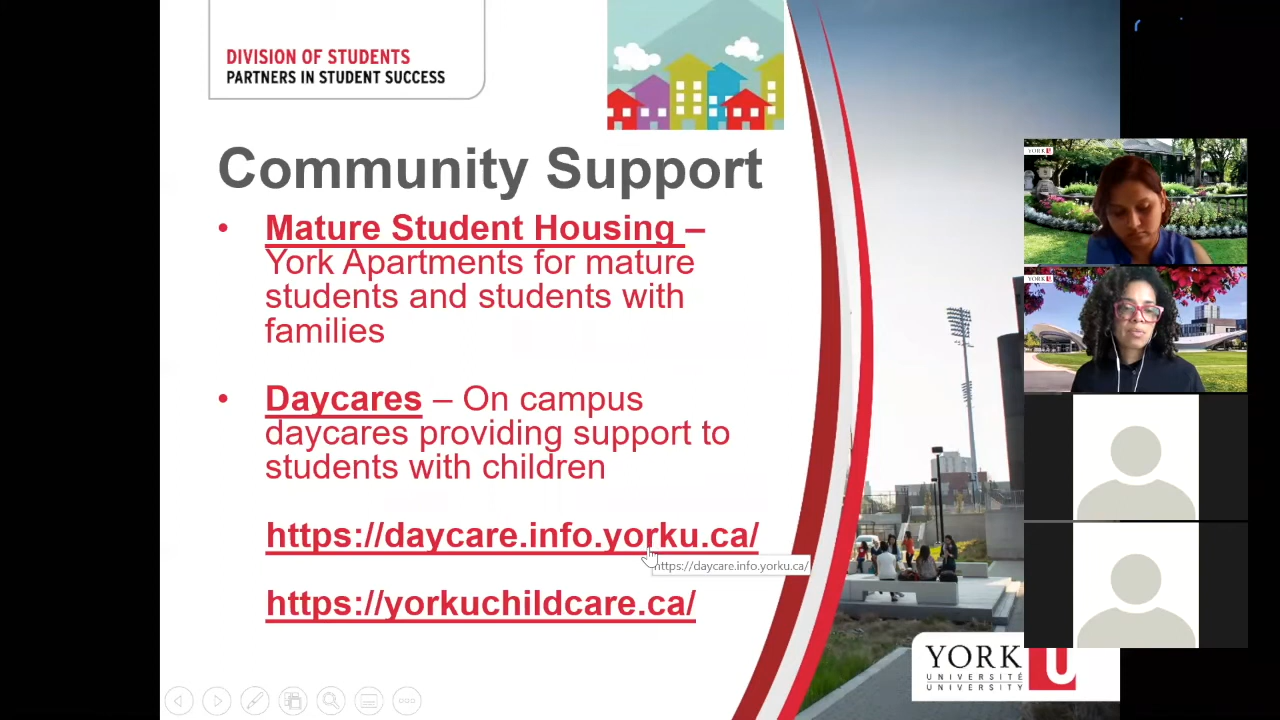 DIVISION OF STUDENTS
PARTNERS IN STUDENT SUCCESS
Community Support
• Mature Student Housing –
York Apartments for mature
students and students with
families
• Daycares – On campus
daycares providing support to
students with children
https://daycare.info.yorku.ca/
https://daycare.info.yorku.ca/
https://yorkuchildcare.ca/
YORK U
UNIVERSITÉ
UNIVERSITY
YORK U
YORK U